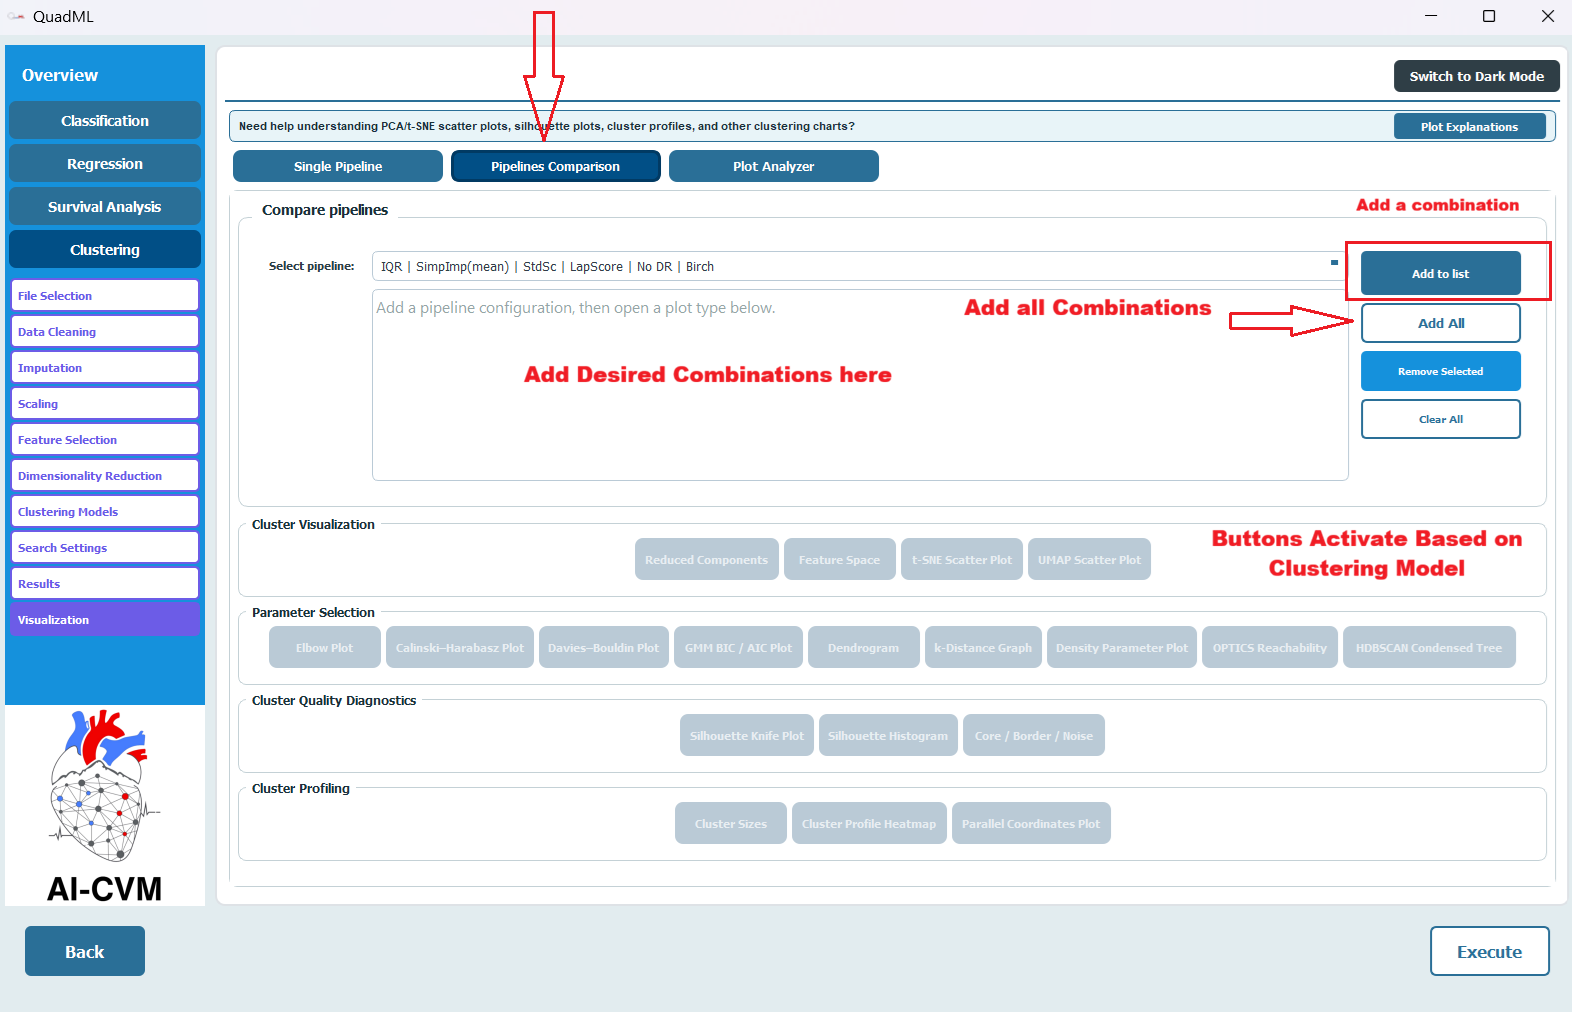 QuadML
Overview
Classification
Regression
Survival Analysis
Clustering
File Selection
Data Cleaning
Imputation
Scaling
Feature Selection
Dimensionality Reduction
Clustering Models
Search Settings
Results
Visualization
AI-CVM
Back
Switch to Dark Mode
Need help understanding PCA/t-SNE scatter plots, silhouette plots, cluster profiles, and other clustering charts?
Plot Explanations
Single Pipeline
Pipelines Comparison
Plot Analyzer
Compare pipelines
Add a combination
Select pipeline:
IQR | SimpImp(mean) | StdSc | LapScore | No DR | Birch
Add to list
Add a pipeline configuration, then open a plot type below.
Add all Combinations
Add All
Add Desired Combinations here
Remove Selected
Clear All
Cluster Visualization
Reduced Components
Feature Space
t-SNE Scatter Plot
UMAP Scatter Plot
Buttons Activate Based on
Clustering Model
Parameter Selection
Elbow Plot
Calinski–Harabasz Plot
Davies–Bouldin Plot
GMM BIC / AIC Plot
Dendrogram
k-Distance Graph
Density Parameter Plot
OPTICS Reachability
HDBSCAN Condensed Tree
Cluster Quality Diagnostics
Silhouette Knife Plot
Silhouette Histogram
Core / Border / Noise
Cluster Profiling
Cluster Sizes
Cluster Profile Heatmap
Parallel Coordinates Plot
Execute